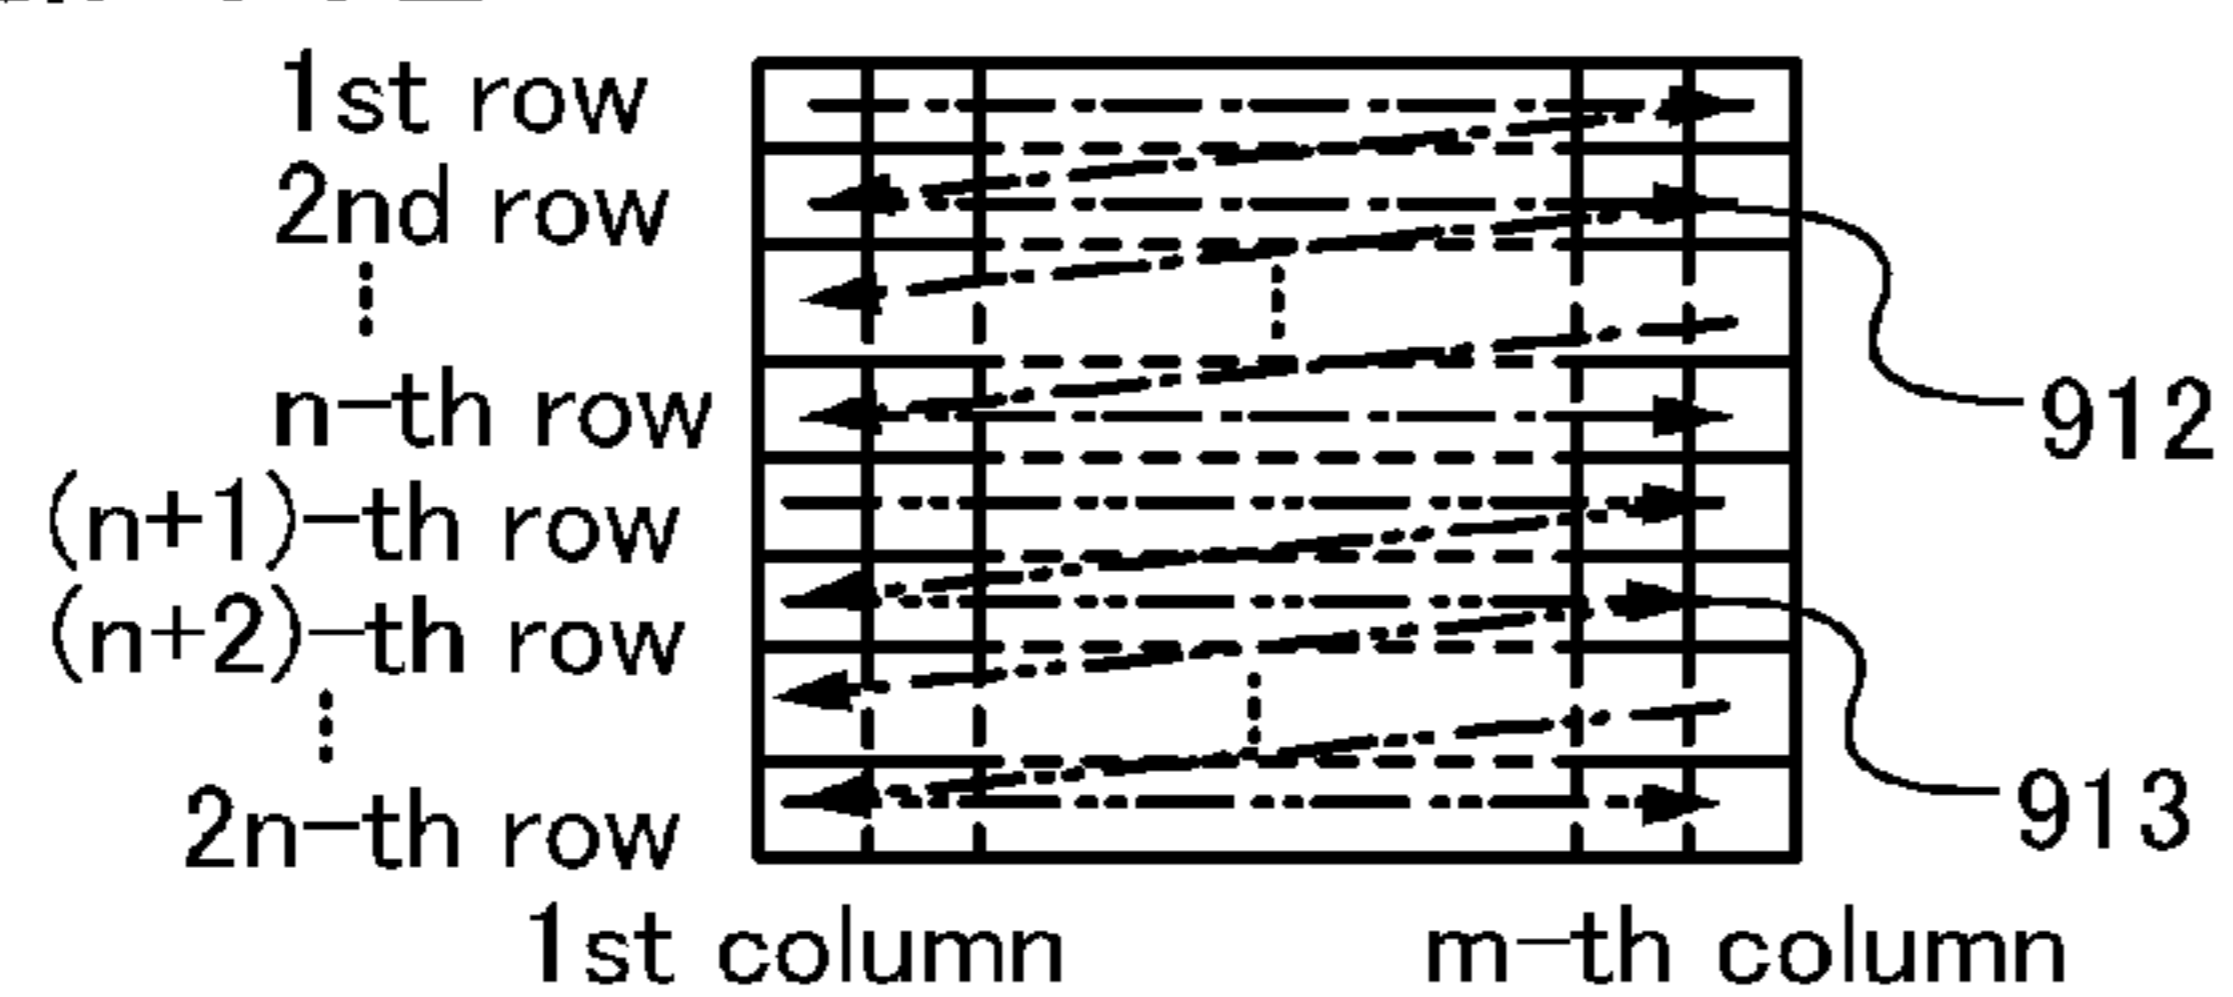 1st row
2nd row
n-th row
912
(n+1)-th row
(n+2)-th row
2n-th row
913
1st column m-th column